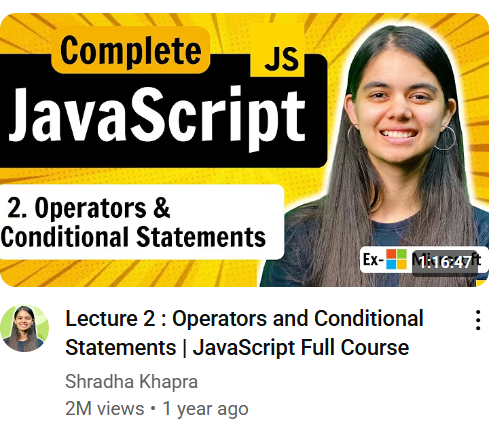 Complete
JS
JavaScript
2. Operators &
Conditional Statements
Ex-
1:16:47
Lecture 2 : Operators and Conditional
Statements | JavaScript Full Course
Shradha Khapra
2M views • 1 year ago